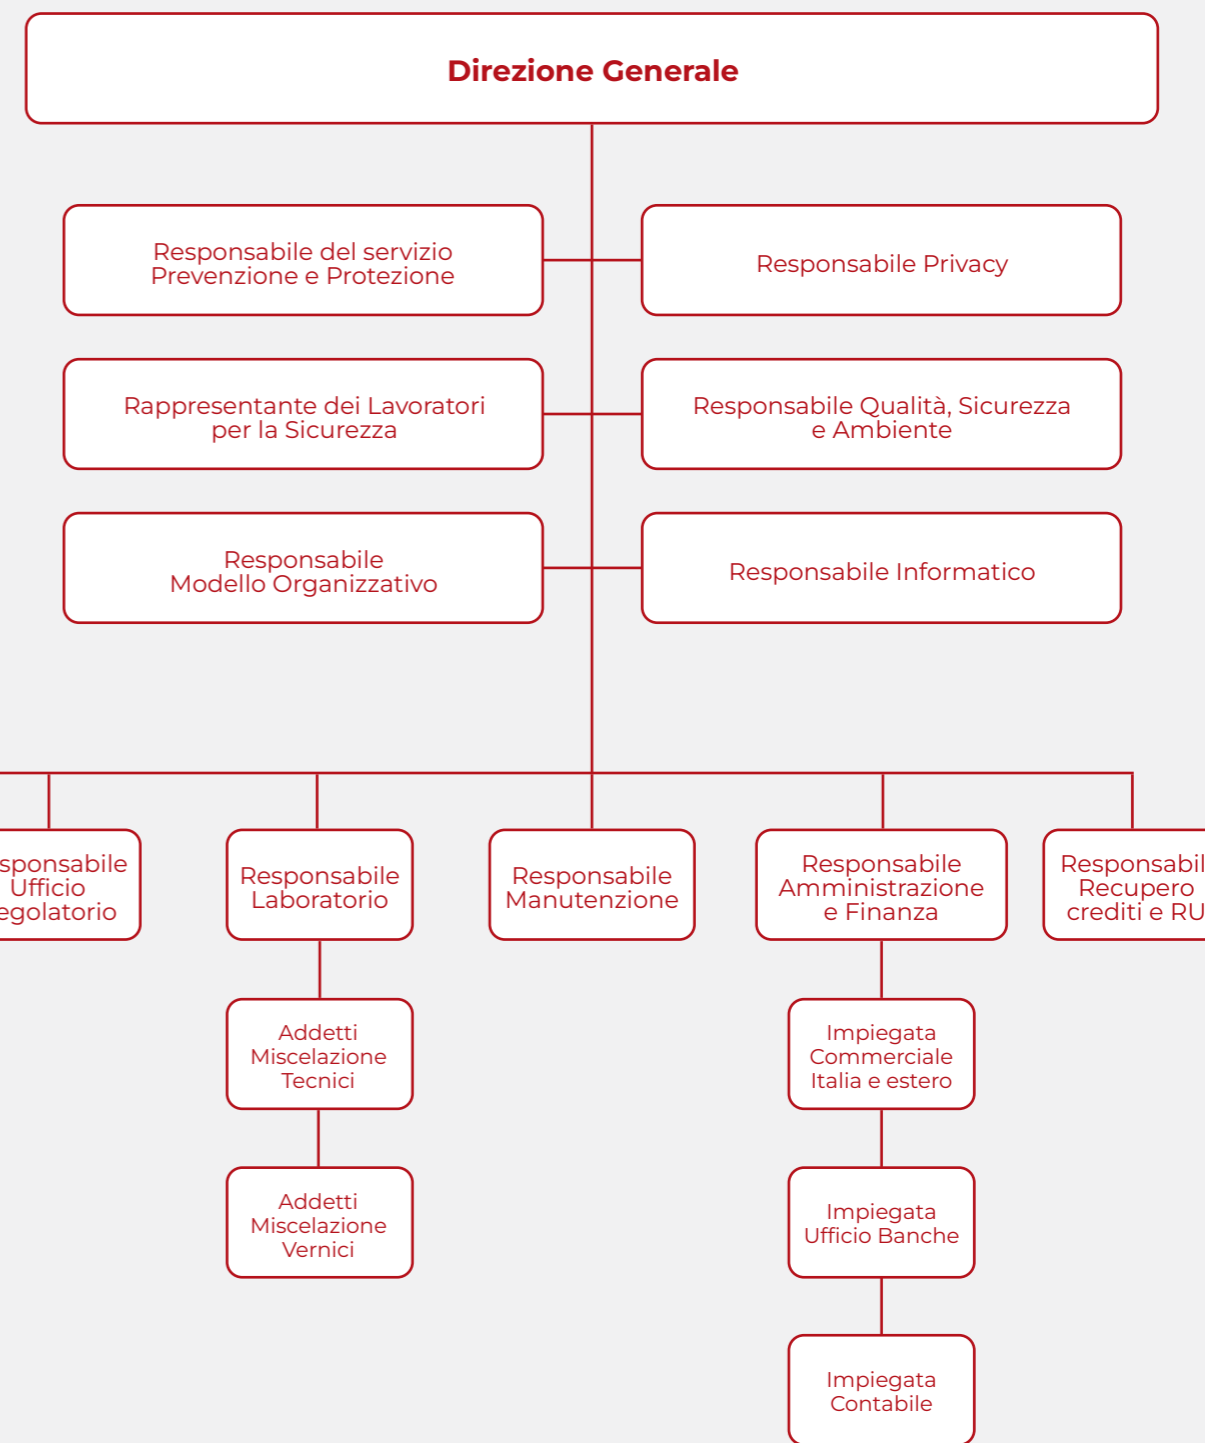 Direzione Generale
Responsabile del servizio
Prevenzione e Protezione
Responsabile Privacy
Rappresentante dei Lavoratori
per la Sicurezza
Responsabile Qualità, Sicurezza
e Ambiente
Responsabile
Modello Organizzativo
Responsabile Informatico
sponsabile
Ufficio
egolatorio
Responsabile
Laboratorio
Responsabile
Manutenzione
Responsabile
Amministrazione
e Finanza
Responsabil
Recupero
crediti e RU
Addetti
Miscelazione
Tecnici
Impiegata
Commerciale
Italia e estero
Addetti
Miscelazione
Vernici
Impiegata
Ufficio Banche
Impiegata
Contabile